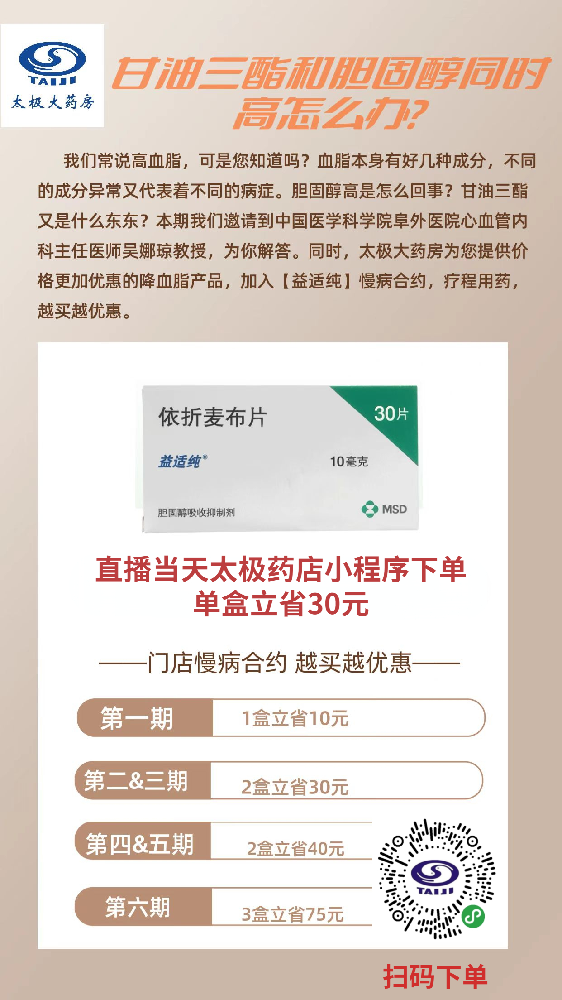 TAIJI
太极大药房
甘油三酯和胆固醇同时
高怎么办?
我们常说高血脂，可是您知道吗？血脂本身有好几种成分，不同
的成分异常又代表着不同的病症。胆固醇高是怎么回事？甘油三酯
又是什么东东？本期我们邀请到中国医学科学院阜外医院心血管内
科主任医师吴娜琼教授，为你解答。同时，太极大药房为您提供价
格更加优惠的降血脂产品，加入【益适纯】慢病合约，疗程用药，
越买越优惠。
依折麦布片
30片
益适纯®
10毫克
胆固醇吸收抑制剂
MSD
直播当天太极药店小程序下单
单盒立省30元
——门店慢病合约 越买越优惠——
第一期
1盒立省10元
第二&三期
2盒立省30元
第四&五期
2盒立省40元
第六期
3盒立省75元
TAIJI
扫码下单